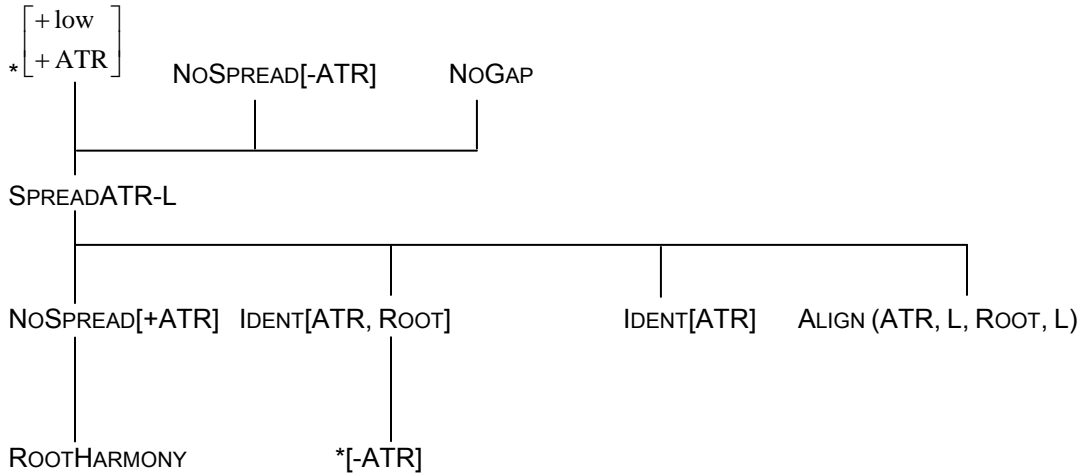 + low
*[+ ATR]
NOSPREAD[-ATR] NOGAP
SPREADATR-L
NOSPREAD[+ATR] IDENT[ATR, ROOT] IDENT[ATR] ALIGN (ATR, L, ROOT, L)
ROOTHARMONY *[-ATR]